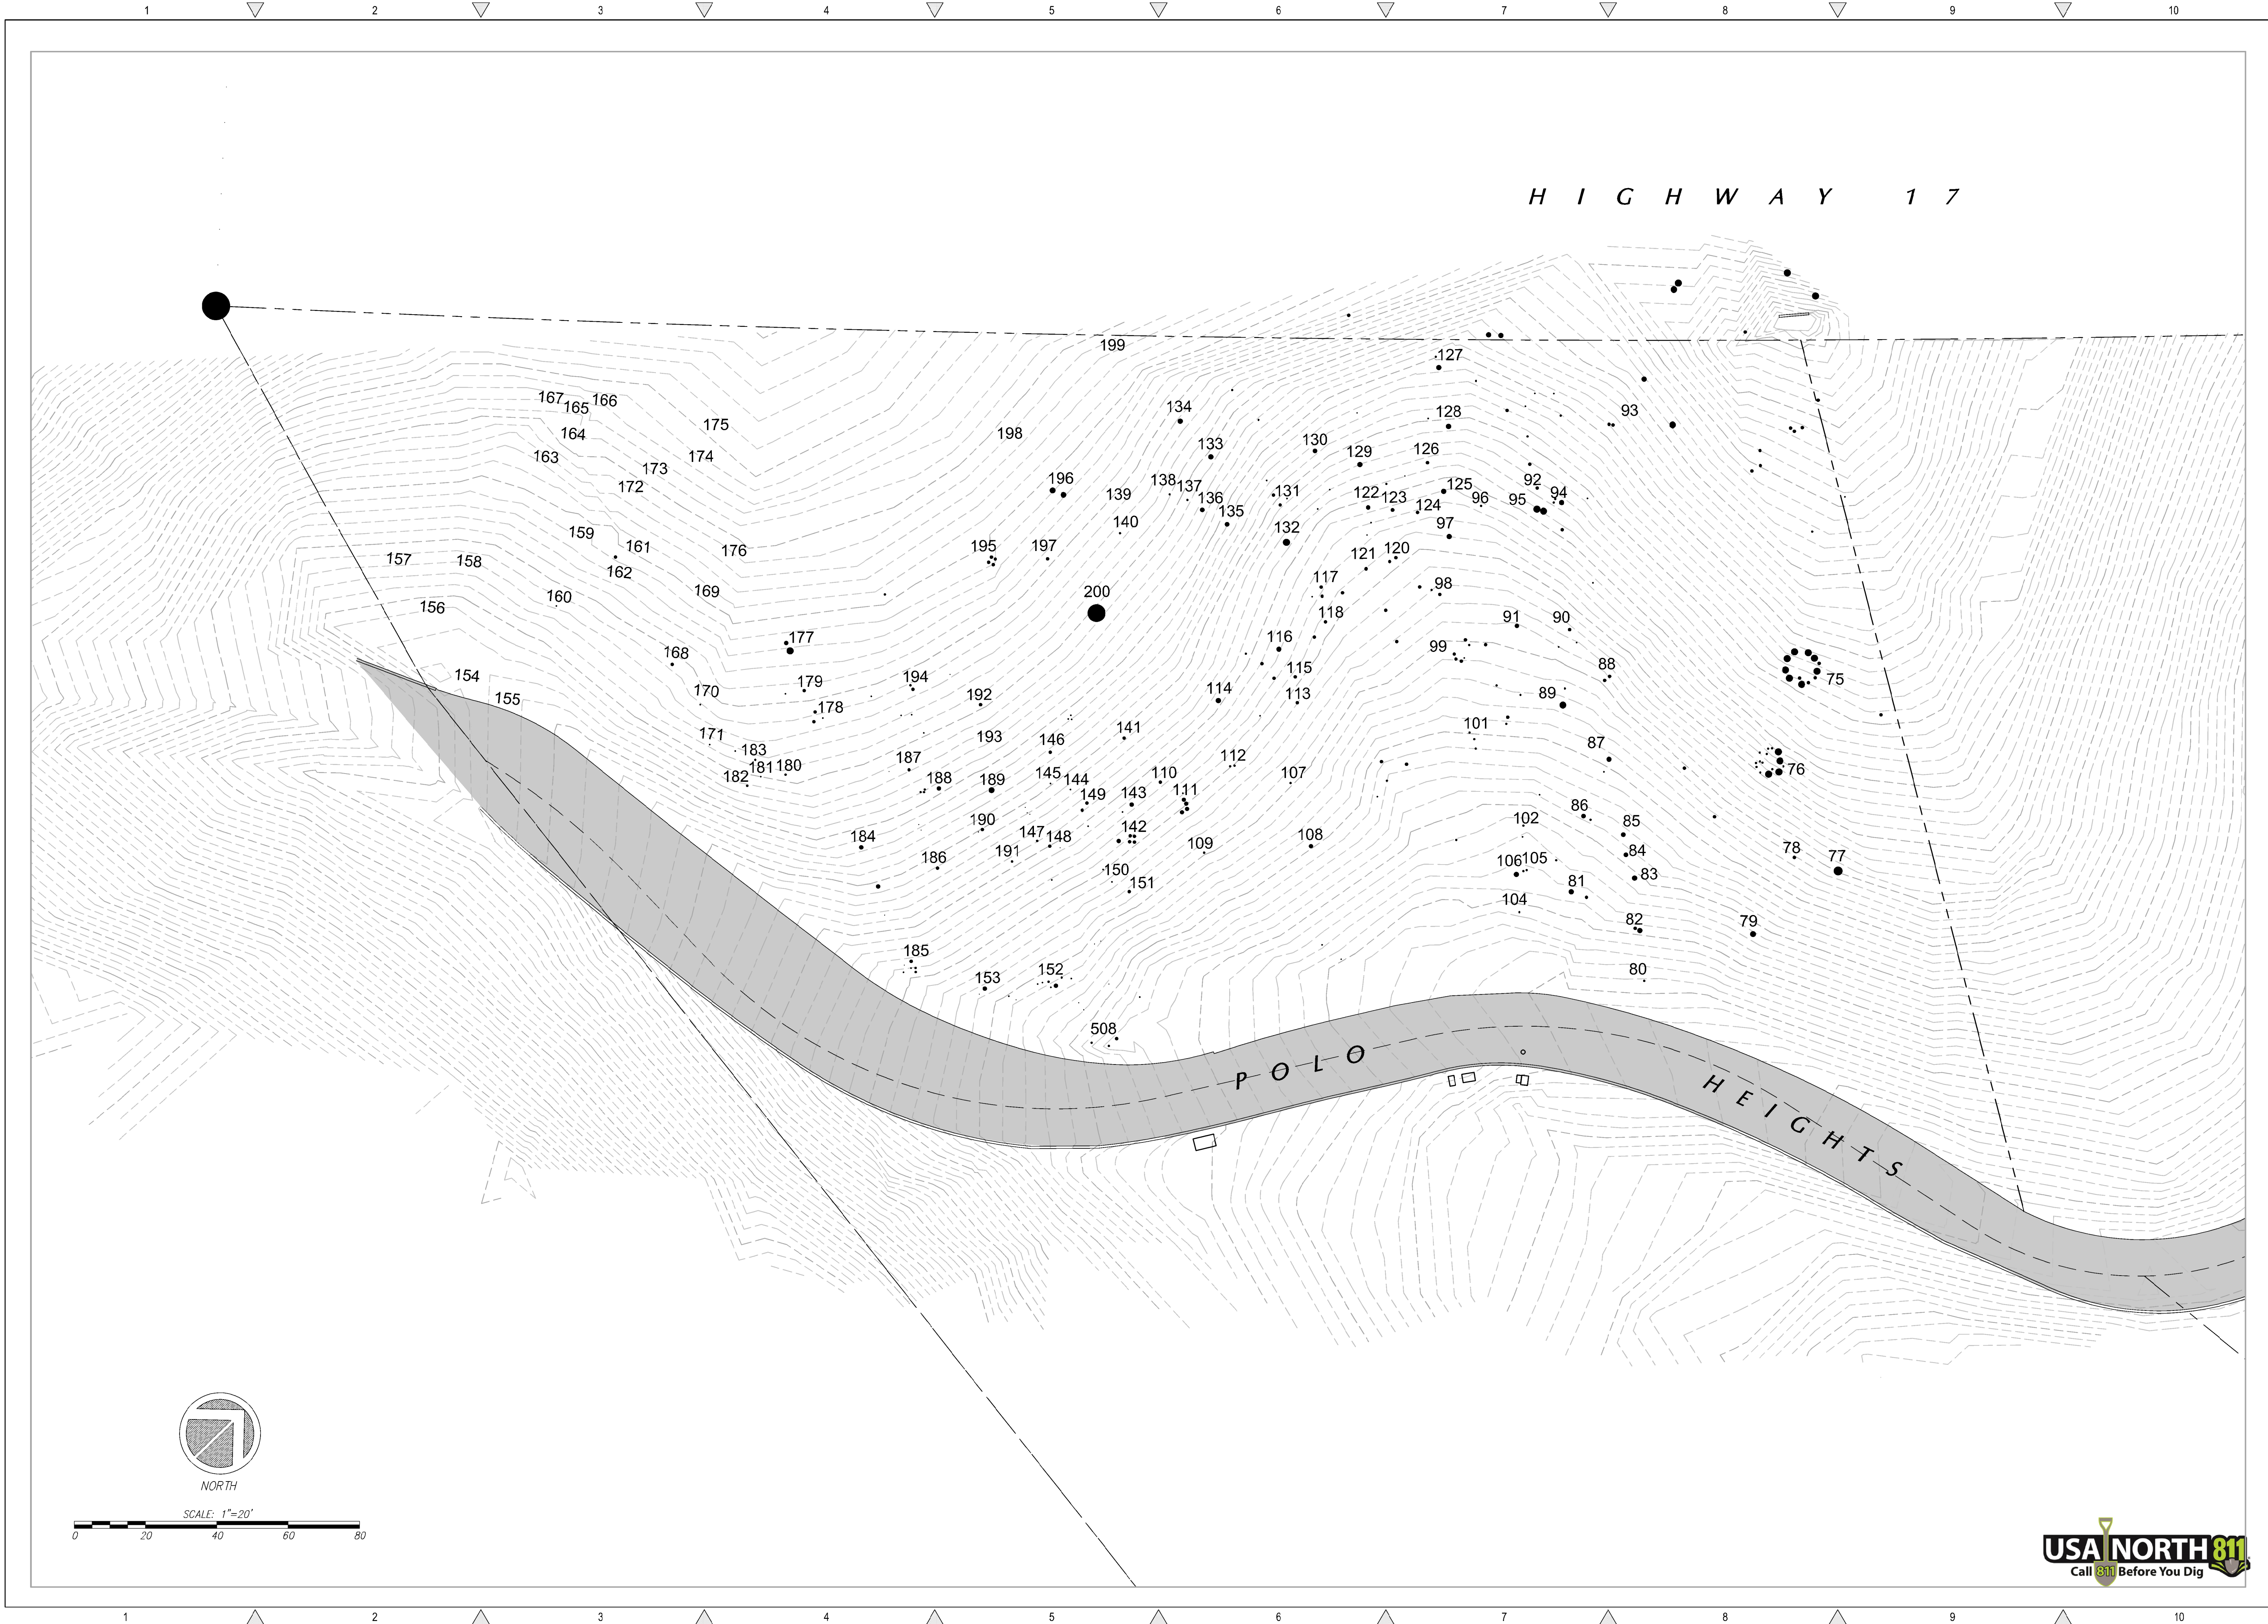 1 2 3 4 5 6 7 8 9 10
HIGHWAY 17
199
127
167 166
165
134
128 93
175
164 198
133
130
129 126
163 174
173
196
138 137 131 122 123 125 96 92 94
172 139 136 124 95
135
140 97
132
159
161 176 195 197 121 120
157 158
162
117 98
169 200
160
156 118 91 90
177 116 99
168 88
154 115 75
179 194 114 113 89
155 170 192
178
141 101
171 193
183 146 87
187 112
181 180 107 76
182 188 189 145 144 110
149 143 111
86
190 142 102 85
184 147 148 108
191 109 84 78 77
186 106 105
150 83
151 81
104
82 79
185
153 152 80
508
POLO
HEIGHTS
NORTH
SCALE: 1"=20'
0 20 40 60 80
USA NORTH 811
Call 811 Before You Dig
1 2 3 4 5 6 7 8 9 10